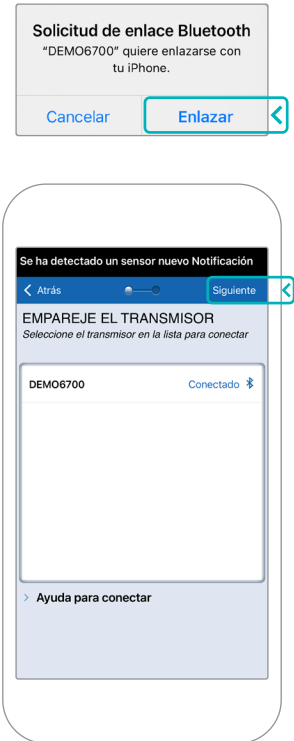 Solicitud de enlace Bluetooth
“DEMO6700” quiere enlazarse con
tu iPhone.
Cancelar
Enlazar
Se ha detectado un sensor nuevo Notificación
Atrás
Siguiente
EMPAREJE EL TRANSMISOR
Seleccione el transmisor en la lista para conectar
DEMO6700
Conectado
Ayuda para conectar